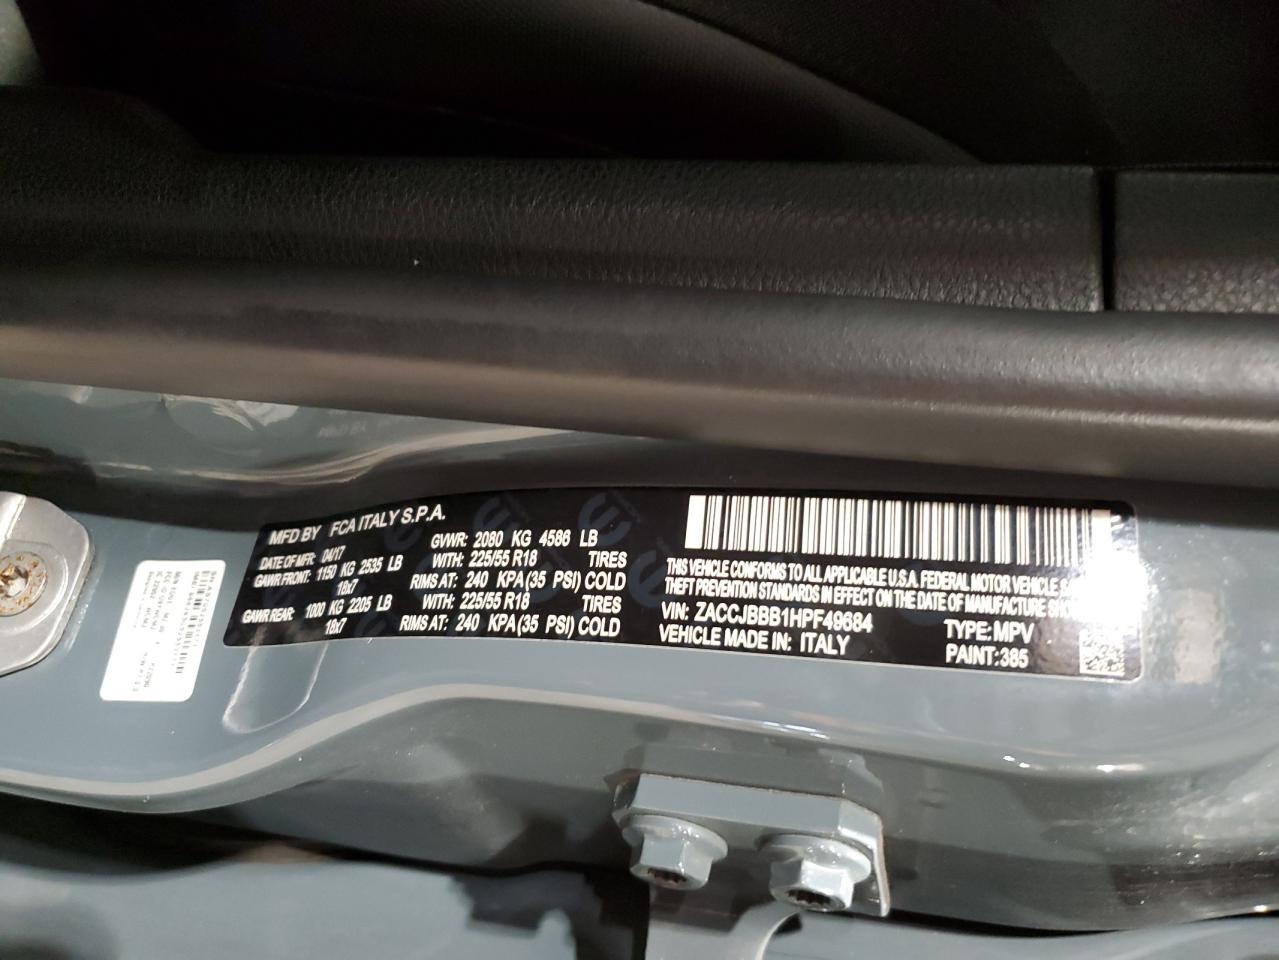 MFD BY FCA ITALY S.P.A.
DATE OF MFR: 04/17 GVWR: 2080 KG 4586 LB
GAWR FRONT: 1150 KG 2535 LB WITH: 225/55 R18 TIRES
18x7 RIMS AT: 240 KPA (35 PSI) COLD
GAWR REAR: 1000 KG 2205 LB WITH: 225/55 R18 TIRES
18x7 RIMS AT: 240 KPA (35 PSI) COLD
THIS VEHICLE CONFORMS TO ALL APPLICABLE U.S.A. FEDERAL MOTOR VEHICLE
THEFT PREVENTION STANDARDS IN EFFECT ON THE DATE OF MANUFACTURE
VIN: ZACCJBBB1HPF49684 TYPE: MPV
VEHICLE MADE IN: ITALY PAINT: 385